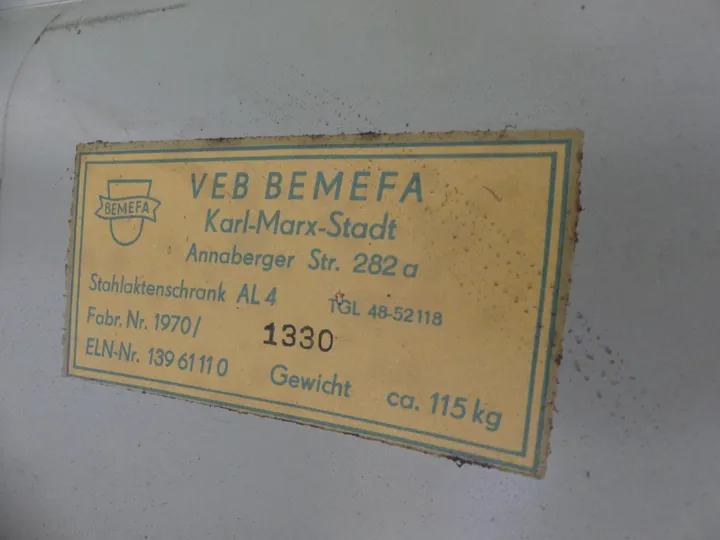 BEMEFA
VEB BEMEFA
Karl-Marx-Stadt
Annaberger Str. 282 a
Stahlaktenschrank AL 4 TGL 48-52118
Fabr. Nr. 1970/ 1330
ELN-Nr. 139 61 11 0 Gewicht ca. 115 kg